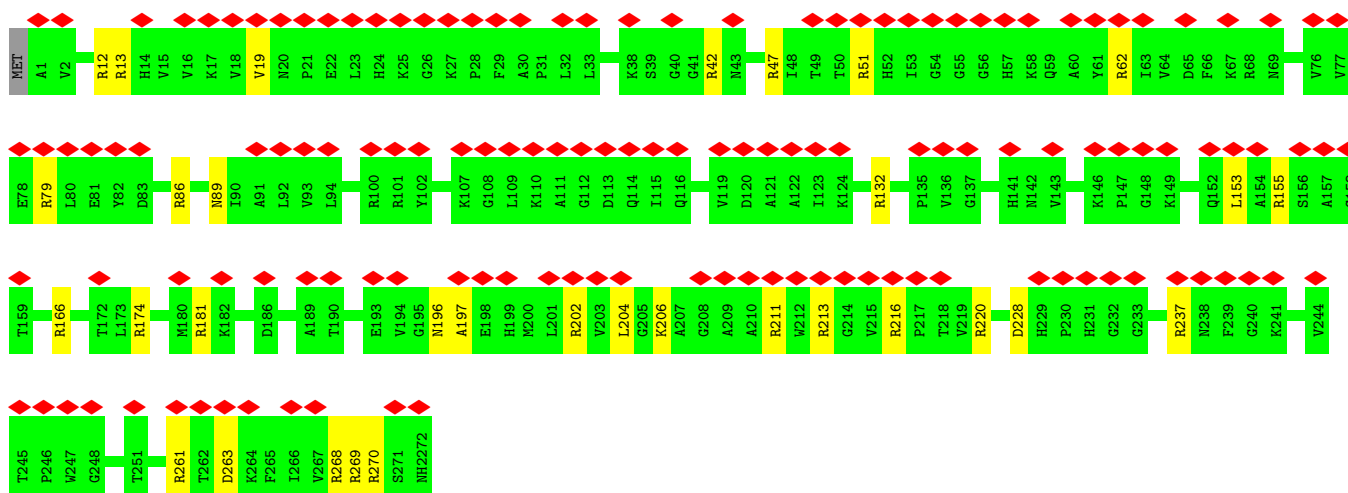 MET A1 V2 R12 R13 H14 V15 V16 K17 V18 V19 N20 P21 E22 L23 H24 K25 G26 K27 P28 F29 A30 P31 L32 L33 K38 S39 G40 G41 R42 N43 R47 I48 T49 T50 R51 H52 I53 G54 G55 G56 H57 K58 Q59 A60 Y61 R62 I63 V64 D65 F66 K67 R68 N69 V76 V77
E78 R79 L80 E81 Y82 D83 R86 N89 I90 A91 L92 V93 L94 R100 R101 Y102 K107 G108 L109 K110 A111 G112 D113 Q114 I115 Q116 V119 D120 A121 A122 I123 K124 R132 P135 V136 G137 H141 N142 V143 K146 P147 G148 K149 Q152 L153 A154 R155 S156 A157
T159 R166 T172 L173 R174 M180 R181 K182 D186 A189 T190 E193 V194 G195 N196 A197 E198 H199 M200 L201 R202 V203 L204 G205 K206 A207 G208 A209 A210 R211 W212 R213 G214 V215 R216 P217 T218 V219 R220 D228 H229 P230 H231 G232 G233 R237 N238 F239 G240 K241 V244
T245 P246 W247 G248 T251 R261 T262 D263 K264 F265 I266 V267 R268 R269 R270 S271 NH2272